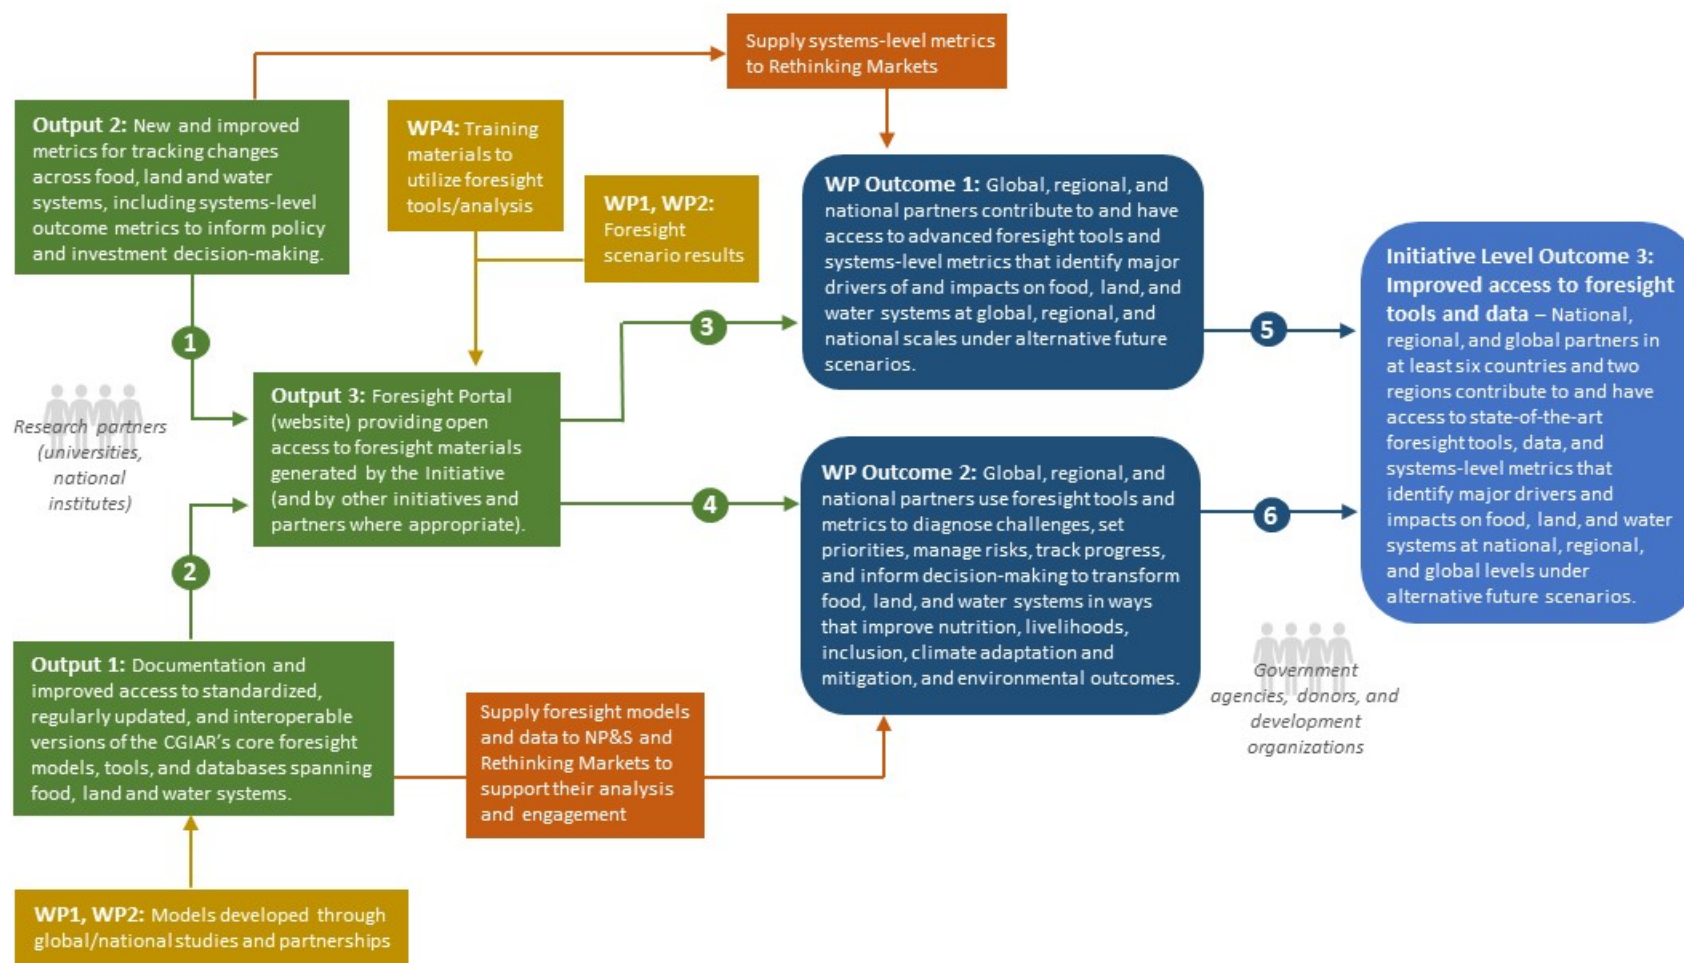 Supply systems-level metrics
to Rethinking Markets
Output 2: New and improved
metrics for tracking changes
across food, land and water
systems, including systems-level
outcome metrics to inform policy
and investment decision-making.
WP4: Training
materials to
utilize foresight
tools/analysis
WP1, WP2:
Foresight
scenario results
WP Outcome 1: Global, regional, and
national partners contribute to and have
access to advanced foresight tools and
systems-level metrics that identify major
drivers of and impacts on food, land, and
water systems at global, regional, and
national scales under alternative future
scenarios.
Initiative Level Outcome 3:
Improved access to foresight
tools and data – National,
regional, and global partners in
at least six countries and two
regions contribute to and have
access to state-of-the-art
foresight tools, data, and
systems-level metrics that
identify major drivers and
impacts on food, land, and water
systems at national, regional,
and global levels under
alternative future scenarios.
1
3
5
Research partners
(universities,
national
institutes)
Output 3: Foresight Portal
(website) providing open
access to foresight materials
generated by the Initiative
(and by other initiatives and
partners where appropriate).
2
4
6
WP Outcome 2: Global, regional, and
national partners use foresight tools and
metrics to diagnose challenges, set
priorities, manage risks, track progress,
and inform decision-making to transform
food, land, and water systems in ways
that improve nutrition, livelihoods,
inclusion, climate adaptation and
mitigation, and environmental outcomes.
Government
agencies, donors, and
development
organizations
Output 1: Documentation and
improved access to standardized,
regularly updated, and interoperable
versions of the CGIAR's core foresight
models, tools, and databases spanning
food, land and water systems.
Supply foresight models
and data to NP&S and
Rethinking Markets to
support their analysis
and engagement
WP1, WP2: Models developed through
global/national studies and partnerships